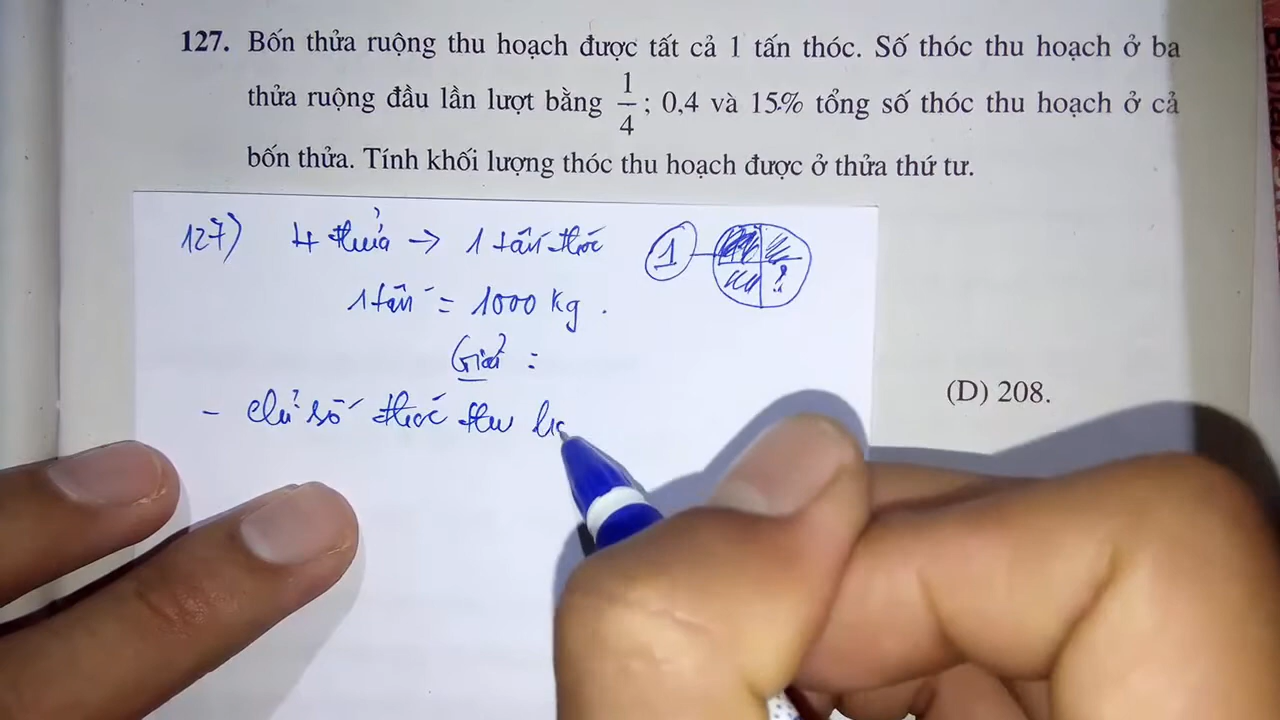 127. Bốn thửa ruộng thu hoạch được tất cả 1 tấn thóc. Số thóc thu hoạch ở ba
thửa ruộng đầu lần lượt bằng 1/4; 0,4 và 15% tổng số thóc thu hoạch ở cả
bốn thửa. Tính khối lượng thóc thu hoạch được ở thửa thứ tư.
127) 4 thửa → 1 tấn thóc
1 ?
1 tấn = 1000 kg.
Giải :
(D) 208.
- số thóc thu